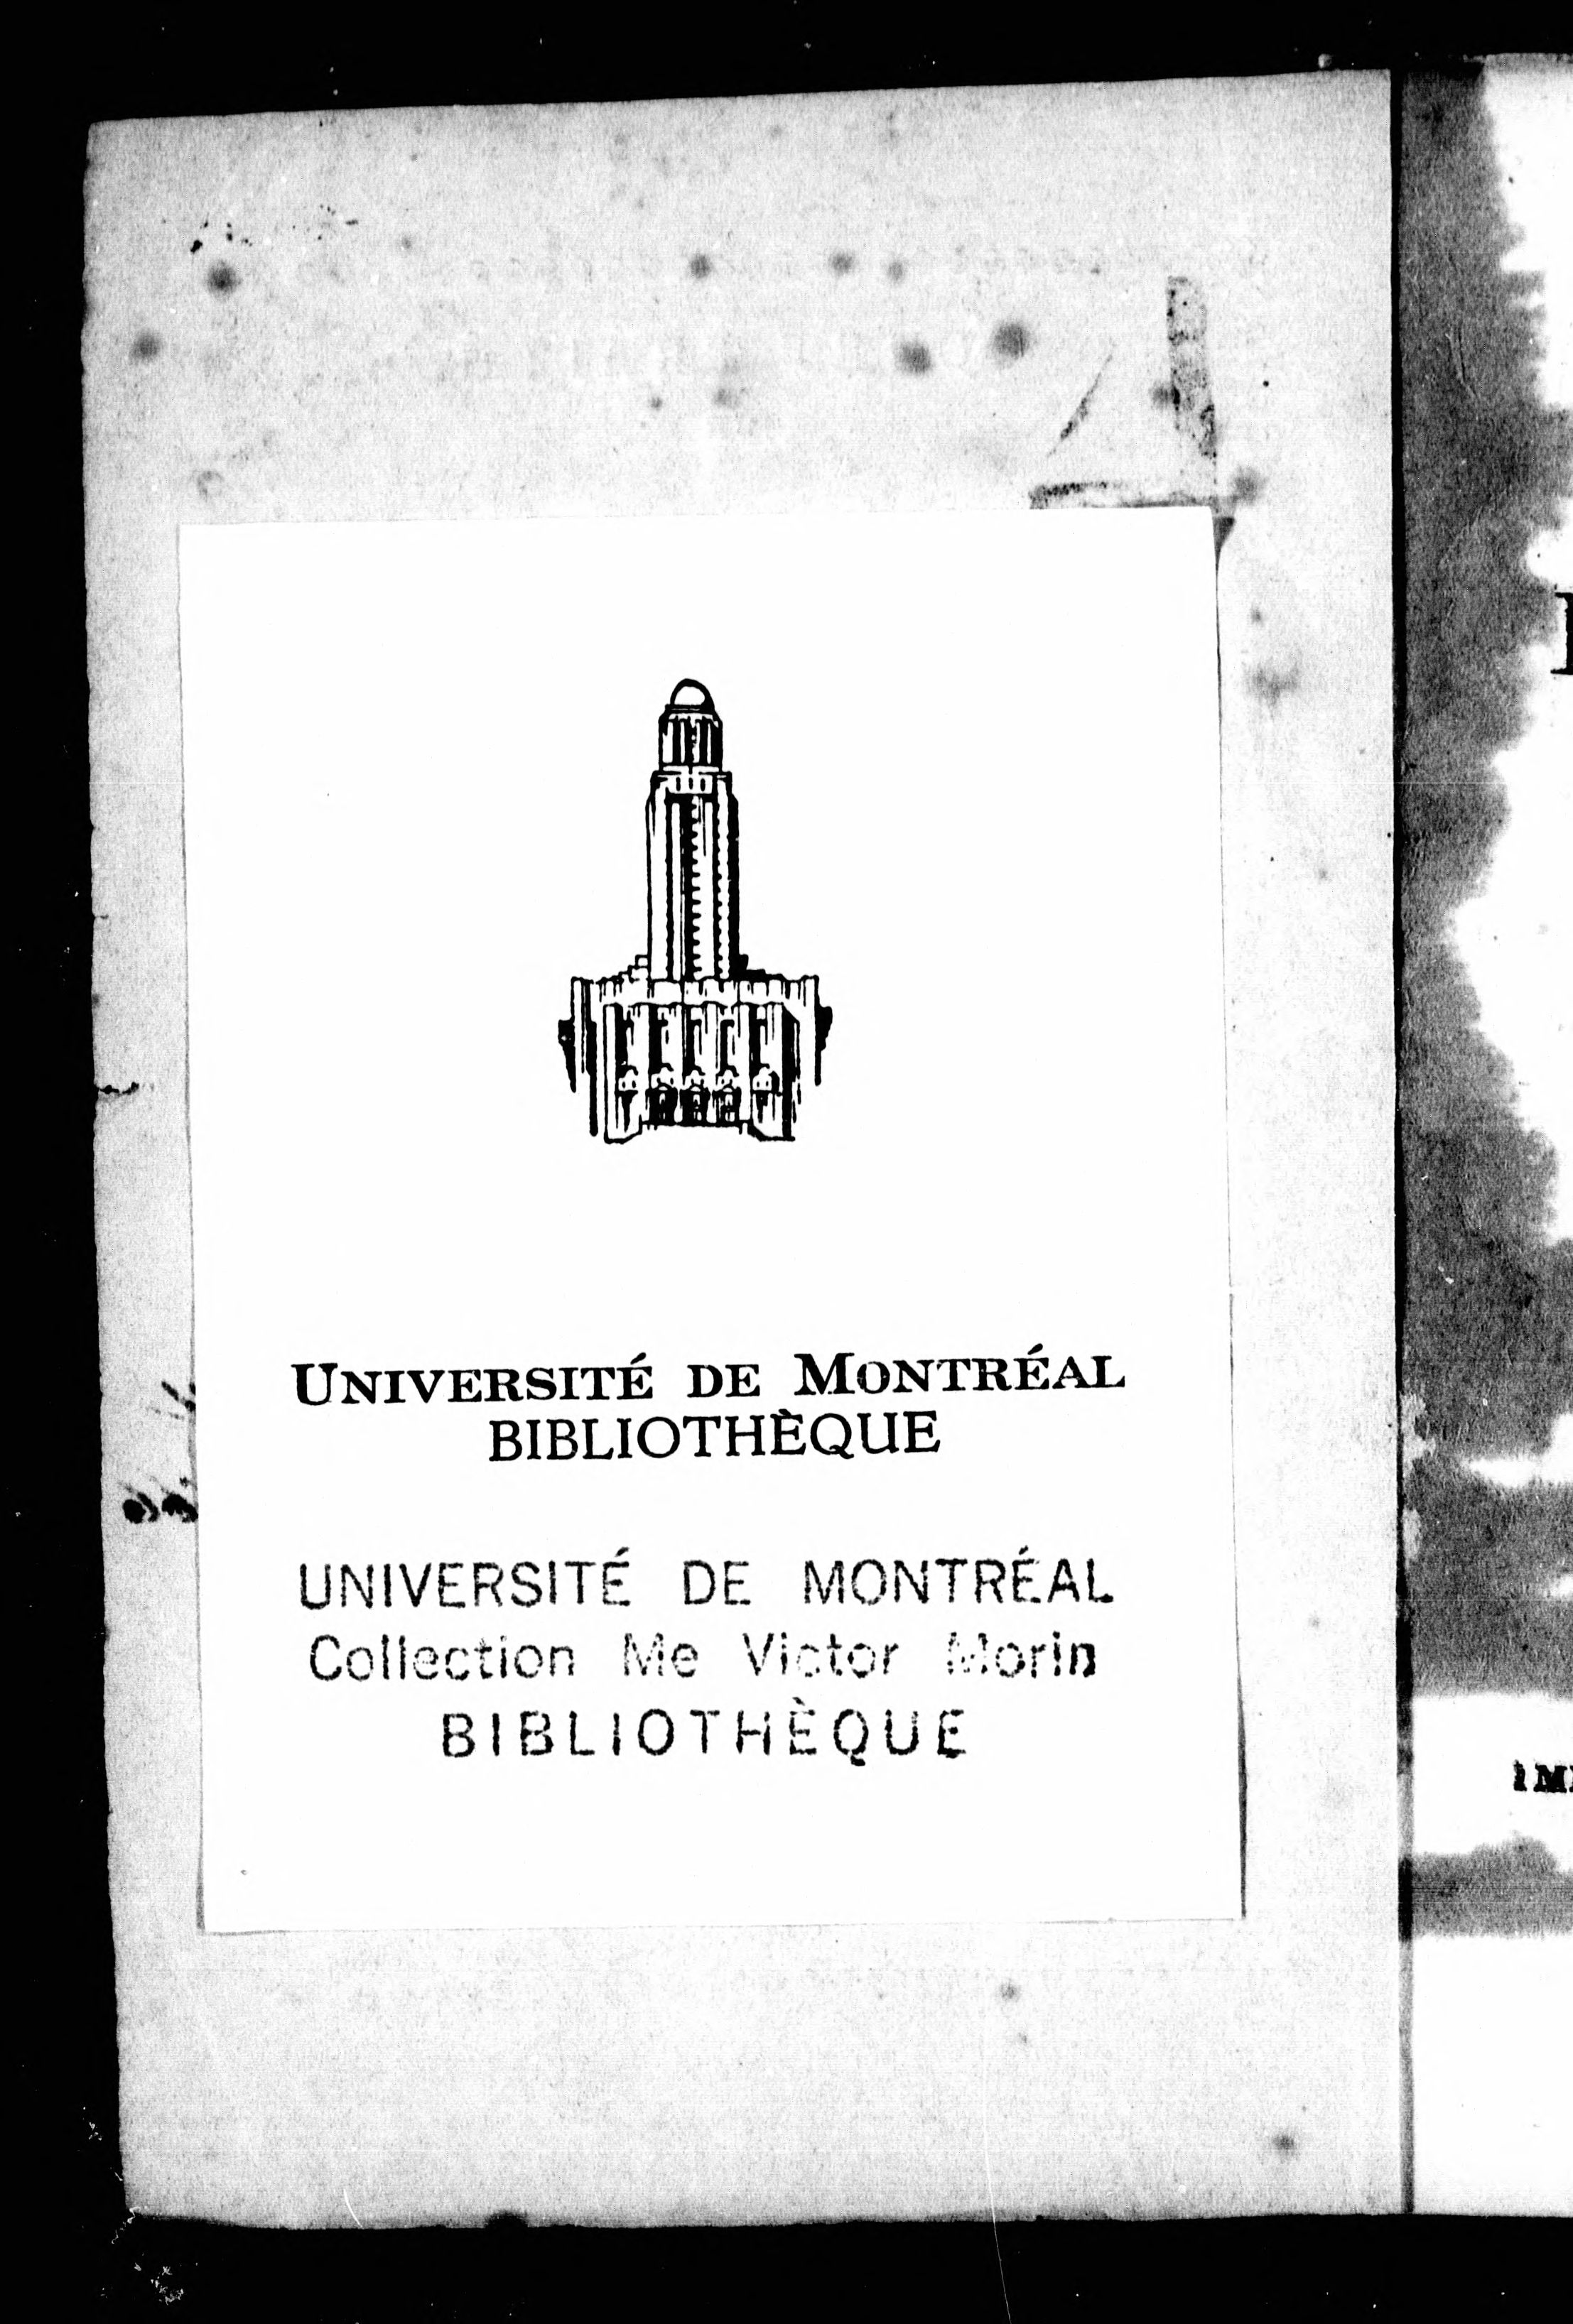 UNIVERSITÉ DE MONTRÉAL
BIBLIOTHÈQUE
UNIVERSITÉ DE MONTRÉAL
Collection Me Victor Morin
BIBLIOTHÈQUE